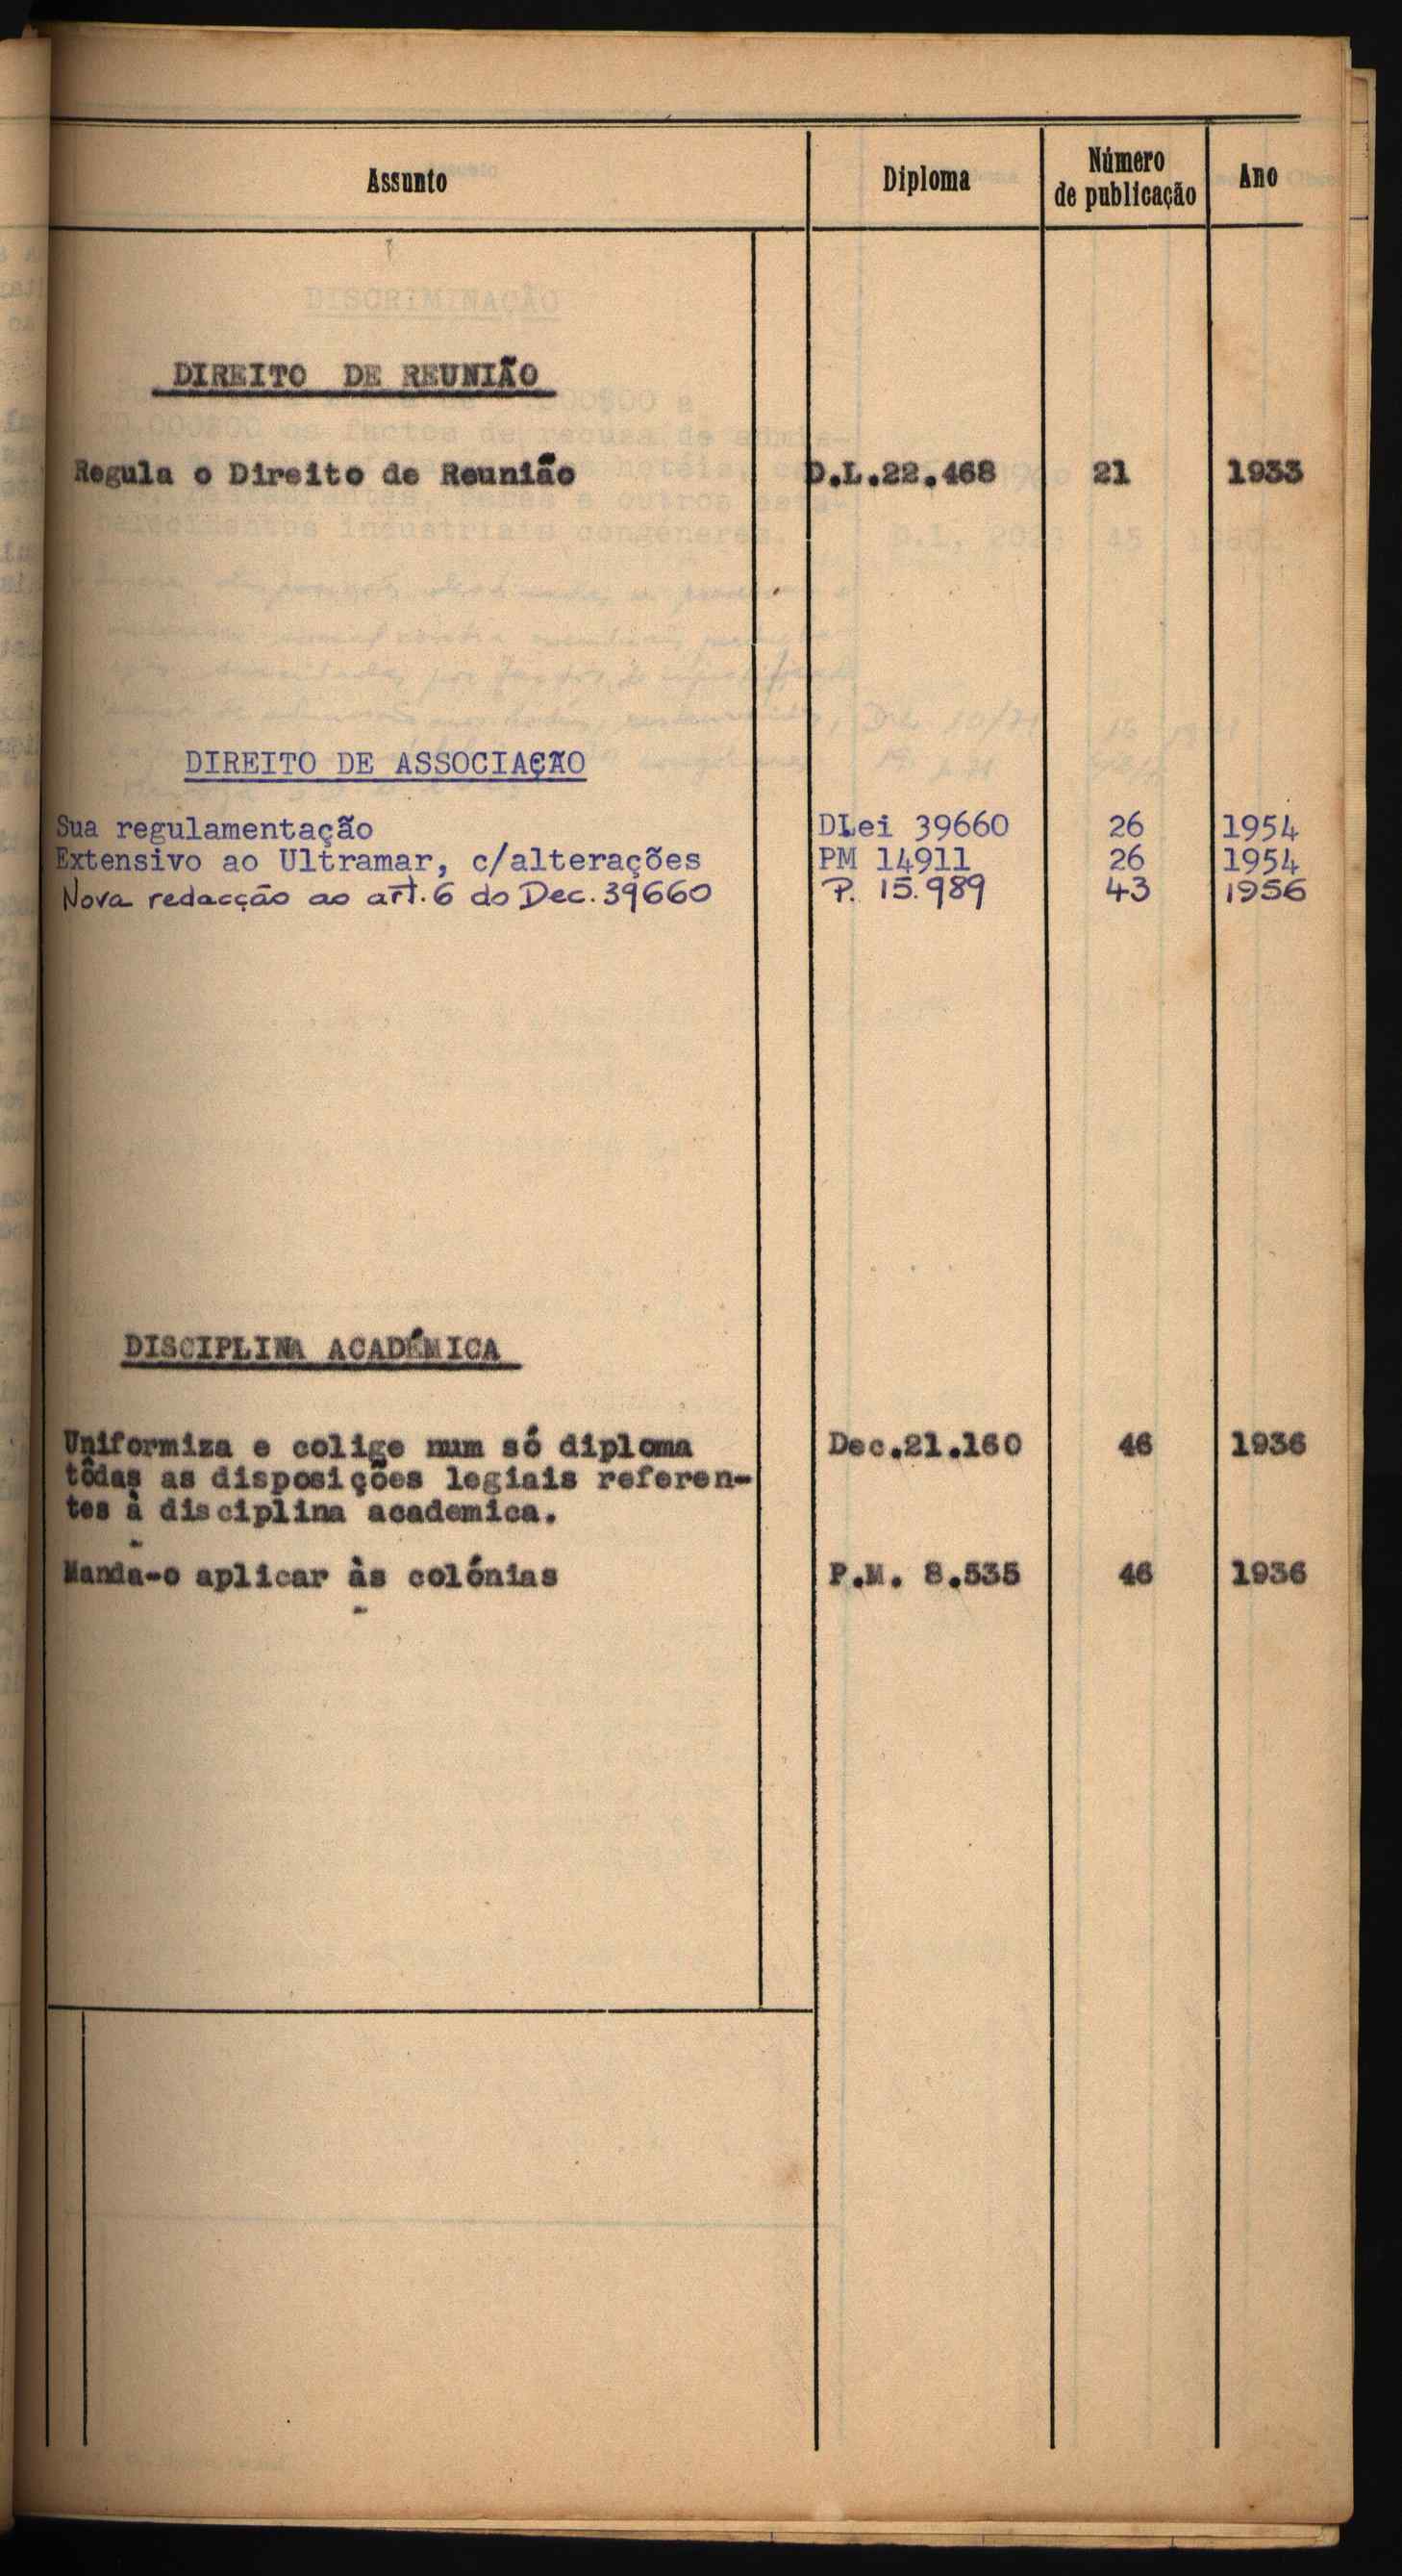 Assunto Diploma Número de publicação Ano
DIREITO DE REUNIÃO
Regula o Direito de Reunião D.L.22.468 21 1933
DIREITO DE ASSOCIAÇÃO
Sua regulamentação DLei 39660 26 1954
Extensivo ao Ultramar, c/alterações PM 14911 26 1954
Nova redacção ao art.6 do Dec.39660 P. 15.989 43 1956
DISCIPLINA ACADÉMICA
Uniformiza e colige num só diploma Dec.21.160 46 1936
tôdas as disposições legiais referen-
tes à disciplina academica.
Manda-o aplicar às colónias P.M. 8.535 46 1936